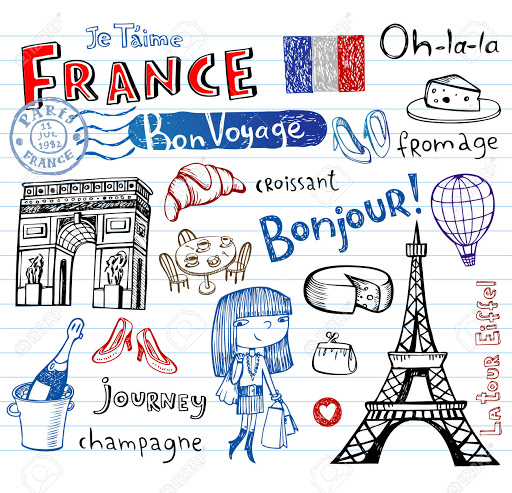 Je T'aime
FRANCE
Oh-la-la
PARIS
11
JUL
1982
FRANCE
Bon Voyage
fromage
croissant
Bonjour!
La tour Eiffel
journey
champagne